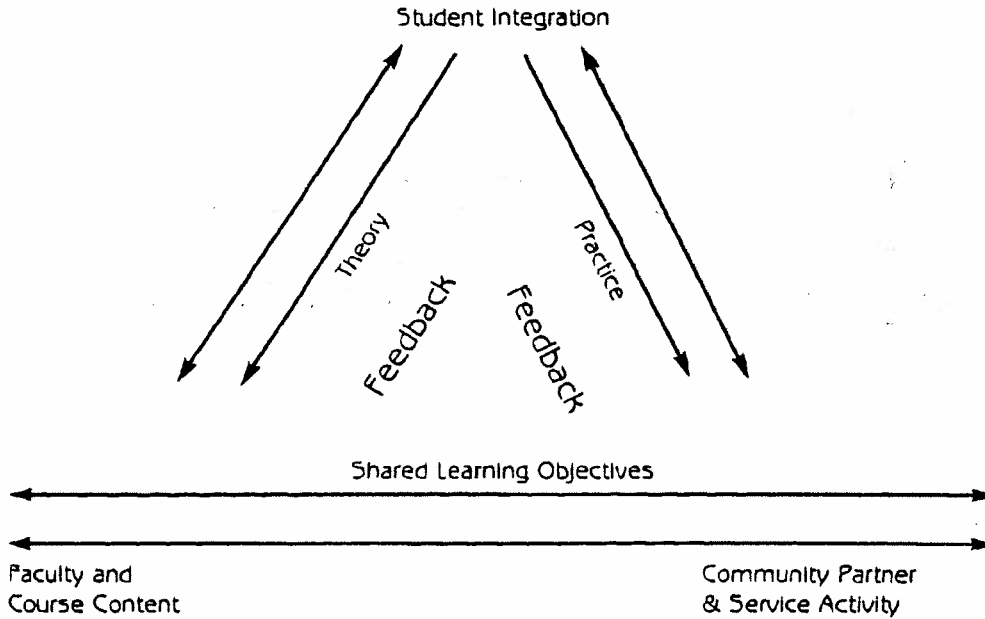 Student Integration
Theory
Practice
Feedback
Feedback
Shared Learning Objectives
Faculty and
Course Content
Community Partner
& Service Activity